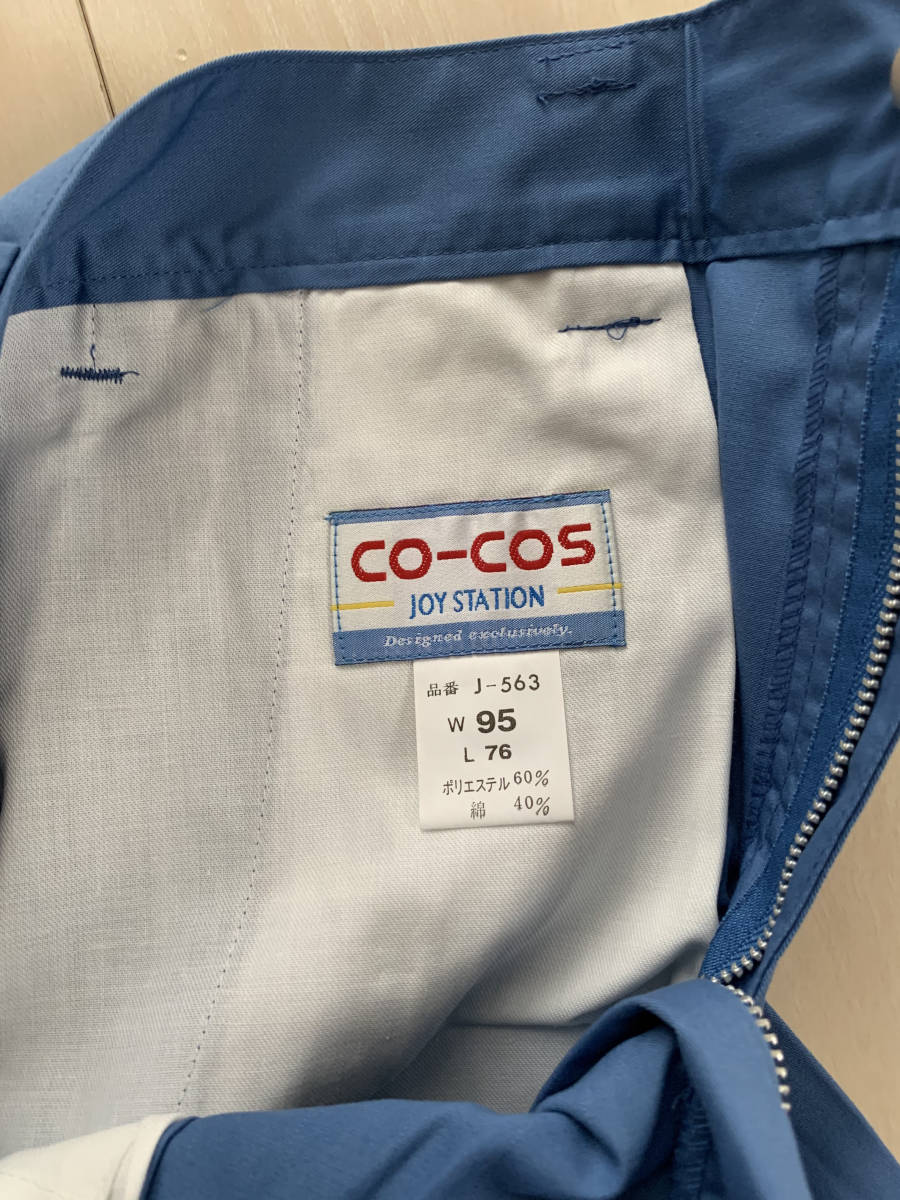 CO-COS
JOY STATION
Designed exclusively.
品番 J-563
W 95
L 76
ポリエステル 60%
綿 40%